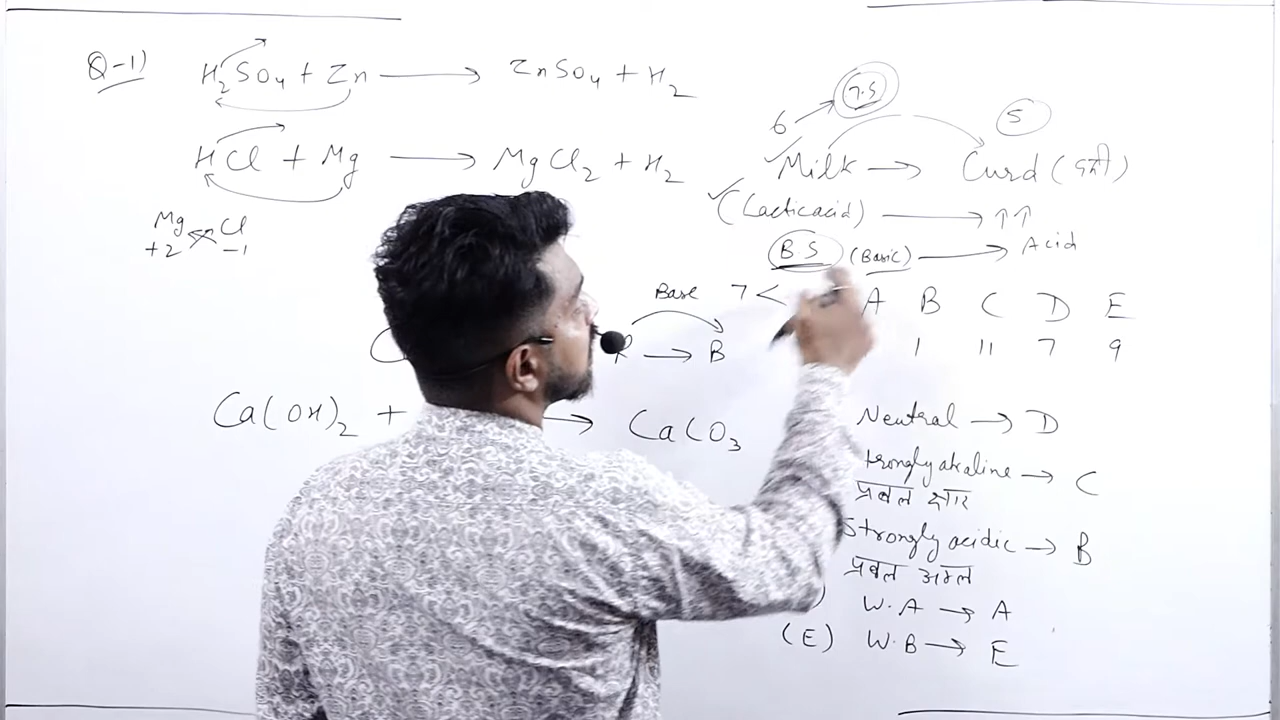 Q-1) H₂SO₄ + Zn → ZnSO₄ + H₂
HCl + Mg → MgCl₂ + H₂
Mg Cl
+2 -1
7.5
6 5
Milk → Curd (दही)
(Lactic acid) → ↑↑
B.S (Basic) → Acid
Base 7 <
R → B
A B C D E
1 11 7 9
Ca(OH)₂ + → CaCO₃
Neutral → D
trongly alkaline → C
प्रबल क्षार
Strongly acidic → B
प्रबल अम्ल
) W.A → A
(E) W.B → E